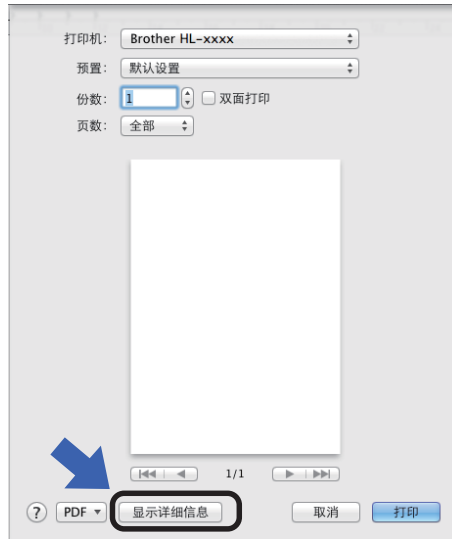 打印机： Brother HL-xxxx
预置： 默认设置
份数： 1 双面打印
页数： 全部
1/1
? PDF 显示详细信息 取消 打印